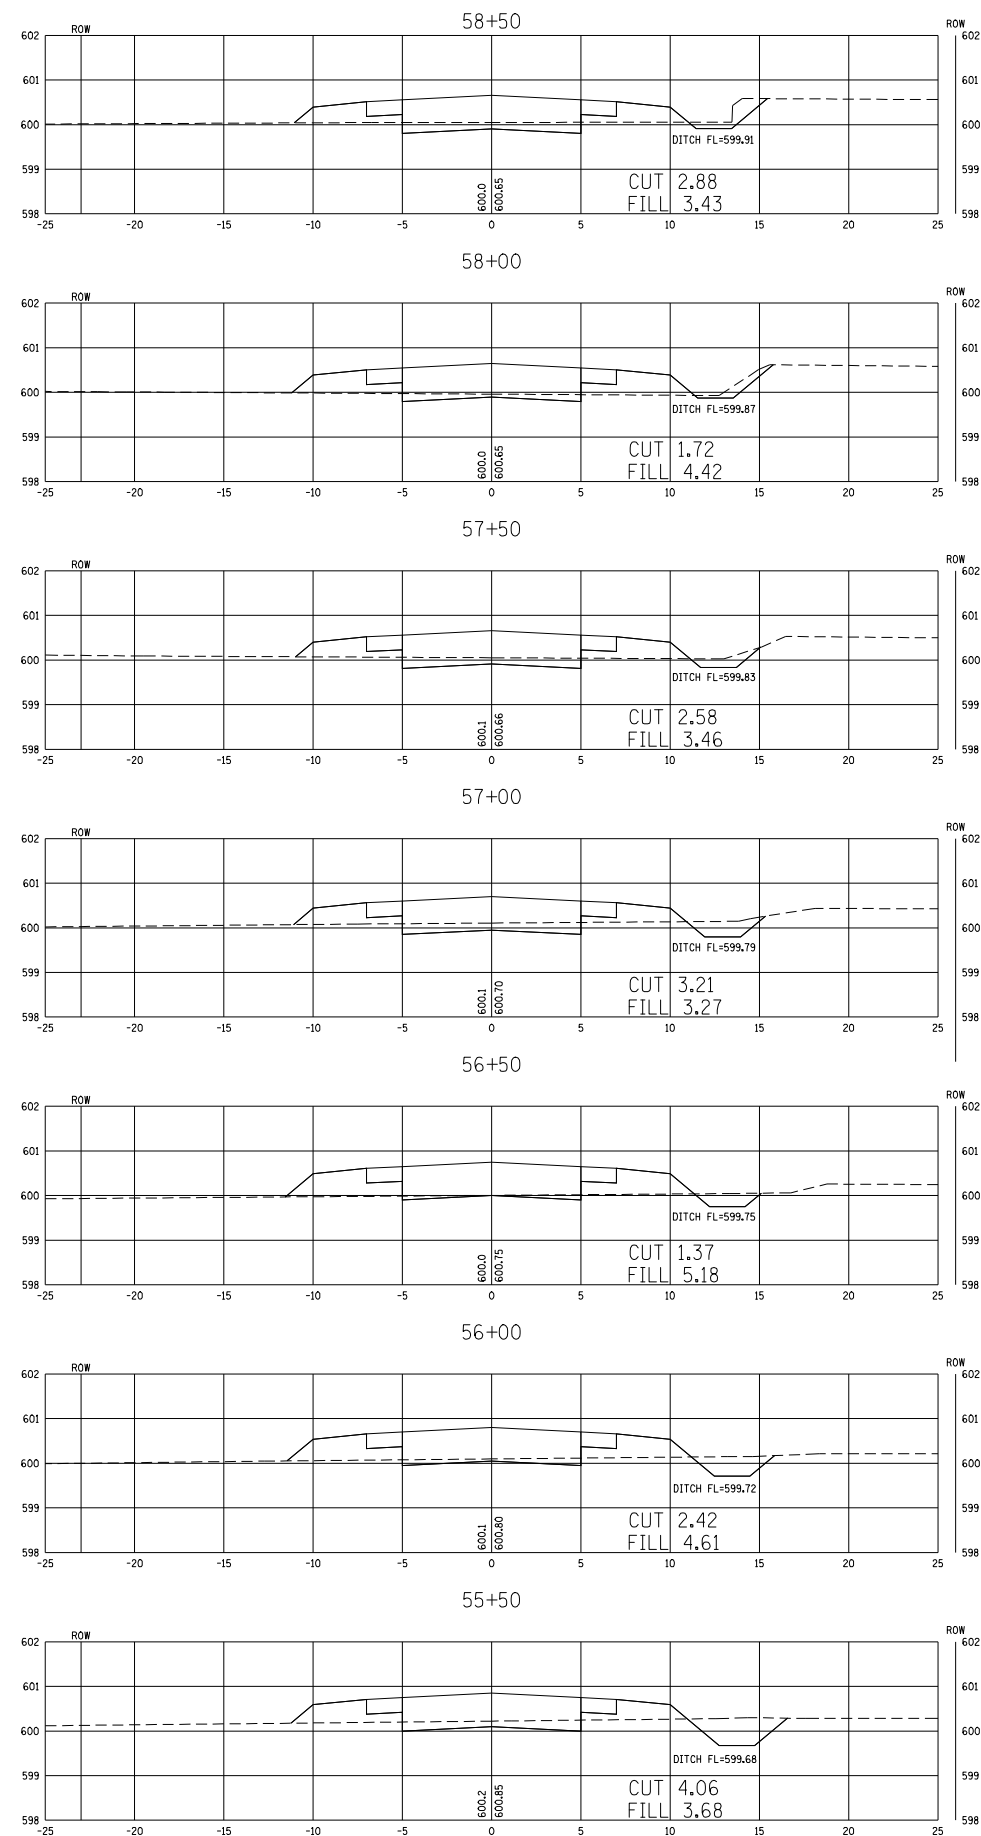 58+50
ROW ROW
602 602
601 601
600 600
DITCH FL=599.91
599 599
CUT 2.88
600.0 600.65
FILL 3.43
598 598
-25 -20 -15 -10 -5 0 5 10 15 20 25
58+00
ROW ROW
602 602
601 601
600 600
DITCH FL=599.87
599 599
CUT 1.72
600.0 600.65
FILL 4.42
598 598
-25 -20 -15 -10 -5 0 5 10 15 20 25
57+50
ROW ROW
602 602
601 601
600 600
DITCH FL=599.83
599 599
CUT 2.58
600.1 600.66
FILL 3.46
598 598
-25 -20 -15 -10 -5 0 5 10 15 20 25
57+00
ROW ROW
602 602
601 601
600 600
DITCH FL=599.79
599 599
CUT 3.21
600.1 600.70
FILL 3.27
598 598
-25 -20 -15 -10 -5 0 5 10 15 20 25
56+50
ROW ROW
602 602
601 601
600 600
DITCH FL=599.75
599 599
CUT 1.37
600.0 600.75
FILL 5.18
598 598
-25 -20 -15 -10 -5 0 5 10 15 20 25
56+00
ROW ROW
602 602
601 601
600 600
DITCH FL=599.72
599 599
CUT 2.42
600.1 600.80
FILL 4.61
598 598
-25 -20 -15 -10 -5 0 5 10 15 20 25
55+50
ROW ROW
602 602
601 601
600 600
DITCH FL=599.68
599 599
CUT 4.06
600.2 600.85
FILL 3.68
598 598
-25 -20 -15 -10 -5 0 5 10 15 20 25